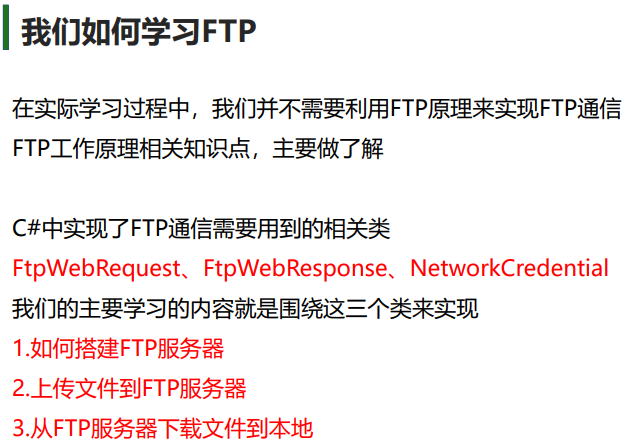 我们如何学习FTP
在实际学习过程中，我们并不需要利用FTP原理来实现FTP通信
FTP工作原理相关知识点，主要做了解
C#中实现了FTP通信需要用到的相关类
FtpWebRequest、FtpWebResponse、NetworkCredential
我们的主要学习的内容就是围绕这三个类来实现
1.如何搭建FTP服务器
2.上传文件到FTP服务器
3.从FTP服务器下载文件到本地